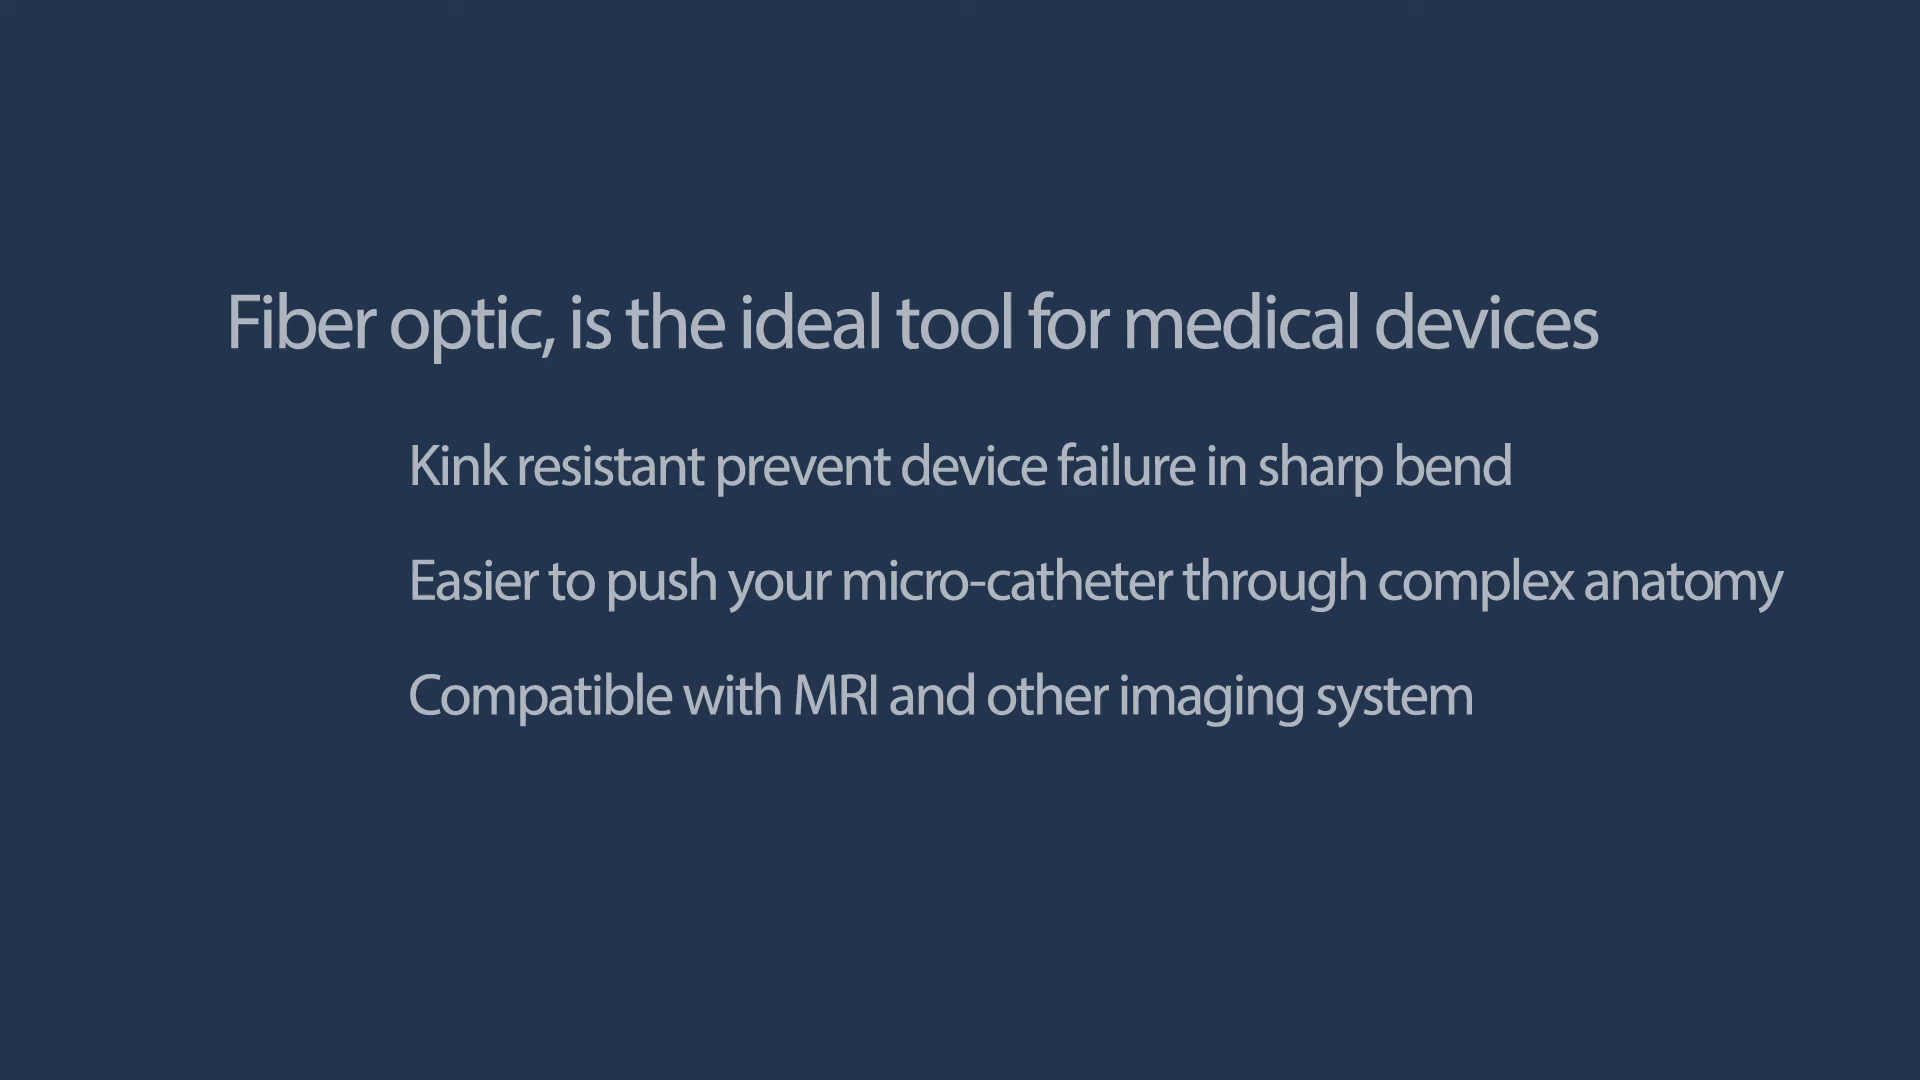 Fiber optic, is the ideal tool for medical devices
Kink resistant prevent device failure in sharp bend
Easier to push your micro-catheter through complex anatomy
Compatible with MRI and other imaging system